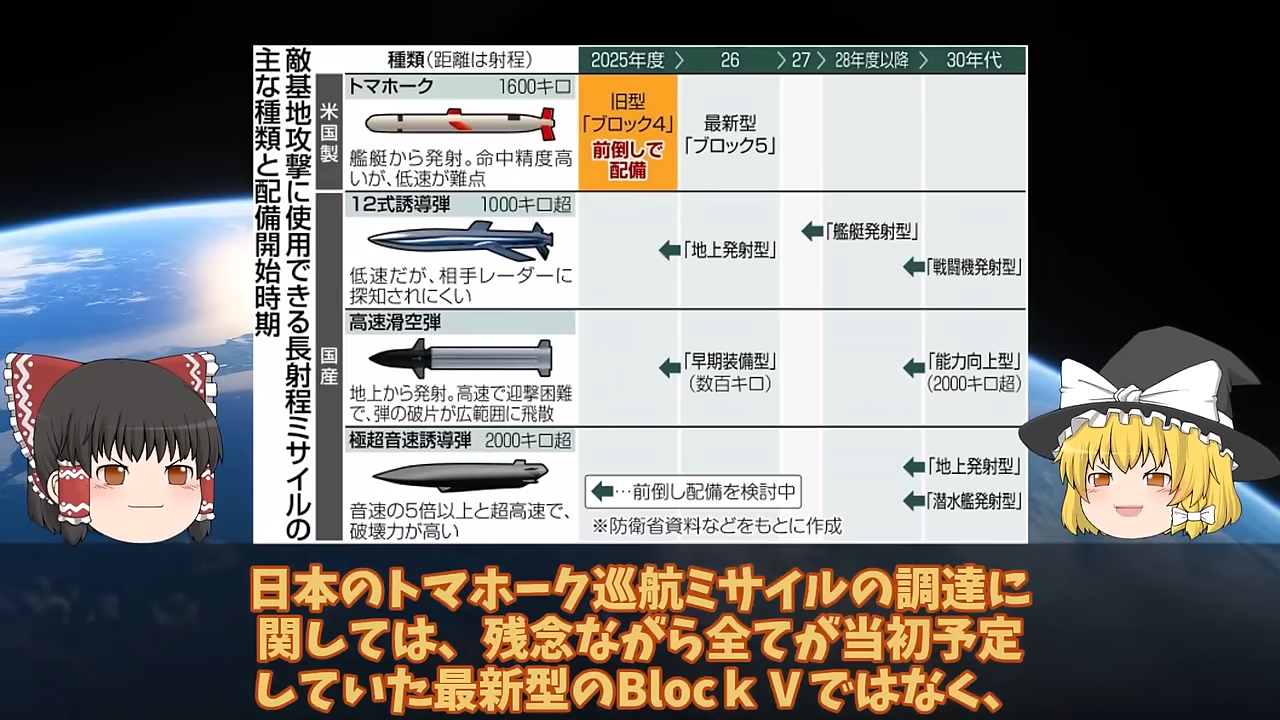 敵基地攻撃に使用できる長射程ミサイルの
主な種類と配備開始時期
種類(距離は射程)
2025年度 > 26 > 27 > 28年度以降 > 30年代
米国製
トマホーク 1600キロ
艦艇から発射。命中精度高
いが、低速が難点
旧型
「ブロック4」
前倒しで
配備
最新型
「ブロック5」
国産
12式誘導弾 1000キロ超
低速だが、相手レーダーに
探知されにくい
←「地上発射型」
←「艦艇発射型」
←「戦闘機発射型」
高速滑空弾
地上から発射。高速で迎撃困難
で、弾の破片が広範囲に飛散
←「早期装備型」
(数百キロ)
←「能力向上型」
(2000キロ超)
極超音速誘導弾 2000キロ超
音速の5倍以上と超高速で、
破壊力が高い
←「地上発射型」
←「潜水艦発射型」
←…前倒し配備を検討中
※防衛省資料などをもとに作成
日本のトマホーク巡航ミサイルの調達に
関しては、残念ながら全てが当初予定
していた最新型のBlockⅤではなく、